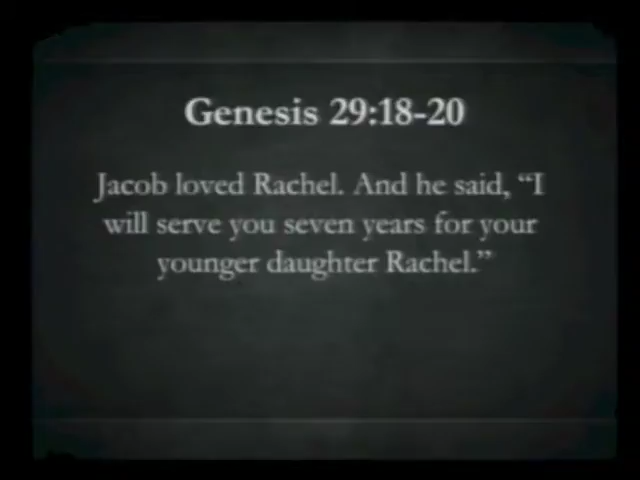 Genesis 29:18-20
Jacob loved Rachel. And he said, “I
will serve you seven years for your
younger daughter Rachel.”